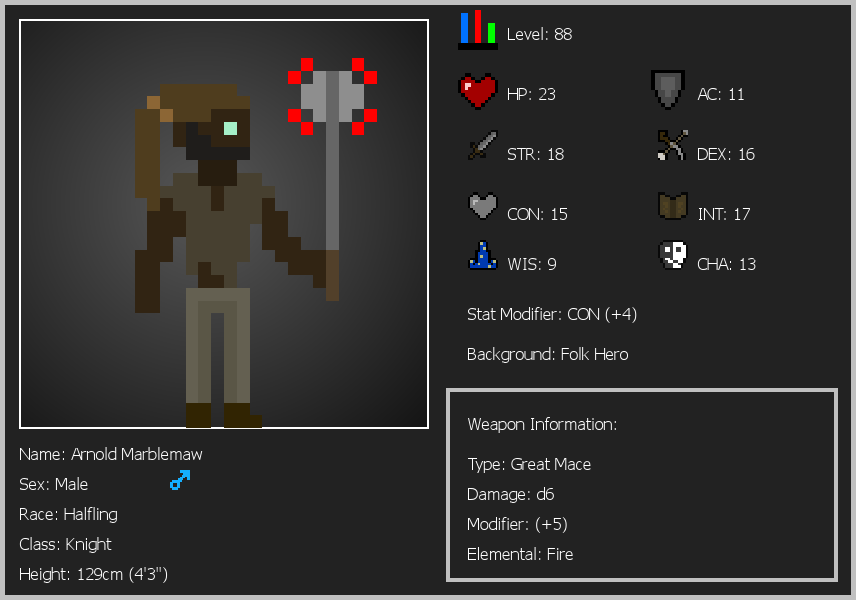 Level: 88
HP: 23
AC: 11
STR: 18
DEX: 16
CON: 15
INT: 17
WIS: 9
CHA: 13
Stat Modifier: CON (+4)
Background: Folk Hero
Weapon Information:
Type: Great Mace
Damage: d6
Modifier: (+5)
Elemental: Fire
Name: Arnold Marblemaw
Sex: Male
Race: Halfling
Class: Knight
Height: 129cm (4'3")